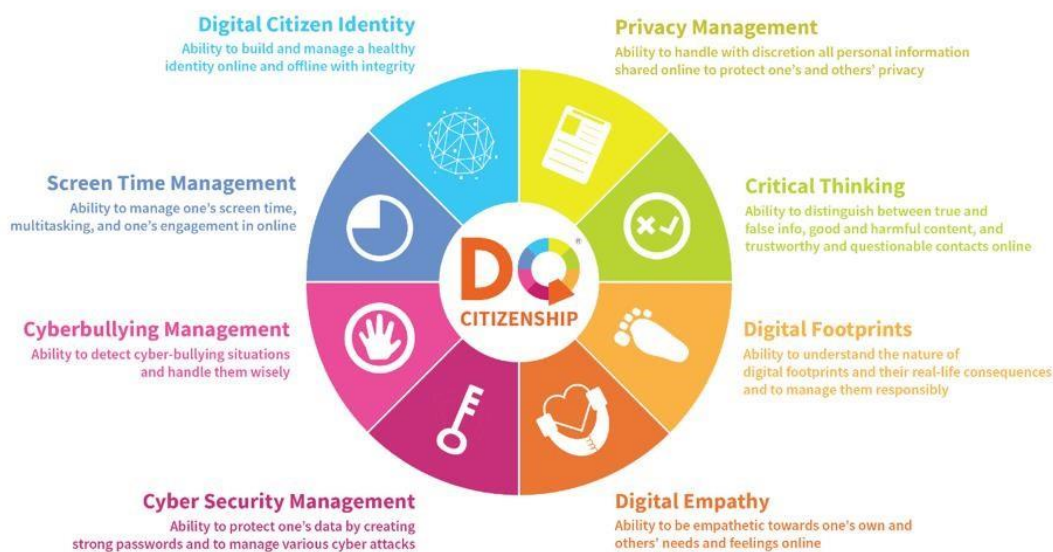 Digital Citizen Identity
Ability to build and manage a healthy
identity online and offline with integrity
Privacy Management
Ability to handle with discretion all personal information
shared online to protect one's and others' privacy
Screen Time Management
Ability to manage one's screen time,
multitasking, and one's engagement in online
Critical Thinking
Ability to distinguish between true and
false info, good and harmful content, and
trustworthy and questionable contacts online
DQ®
CITIZENSHIP
Cyberbullying Management
Ability to detect cyber-bullying situations
and handle them wisely
Digital Footprints
Ability to understand the nature of
digital footprints and their real-life consequences
and to manage them responsibly
Cyber Security Management
Ability to protect one's data by creating
strong passwords and to manage various cyber attacks
Digital Empathy
Ability to be empathetic towards one's own and
others' needs and feelings online